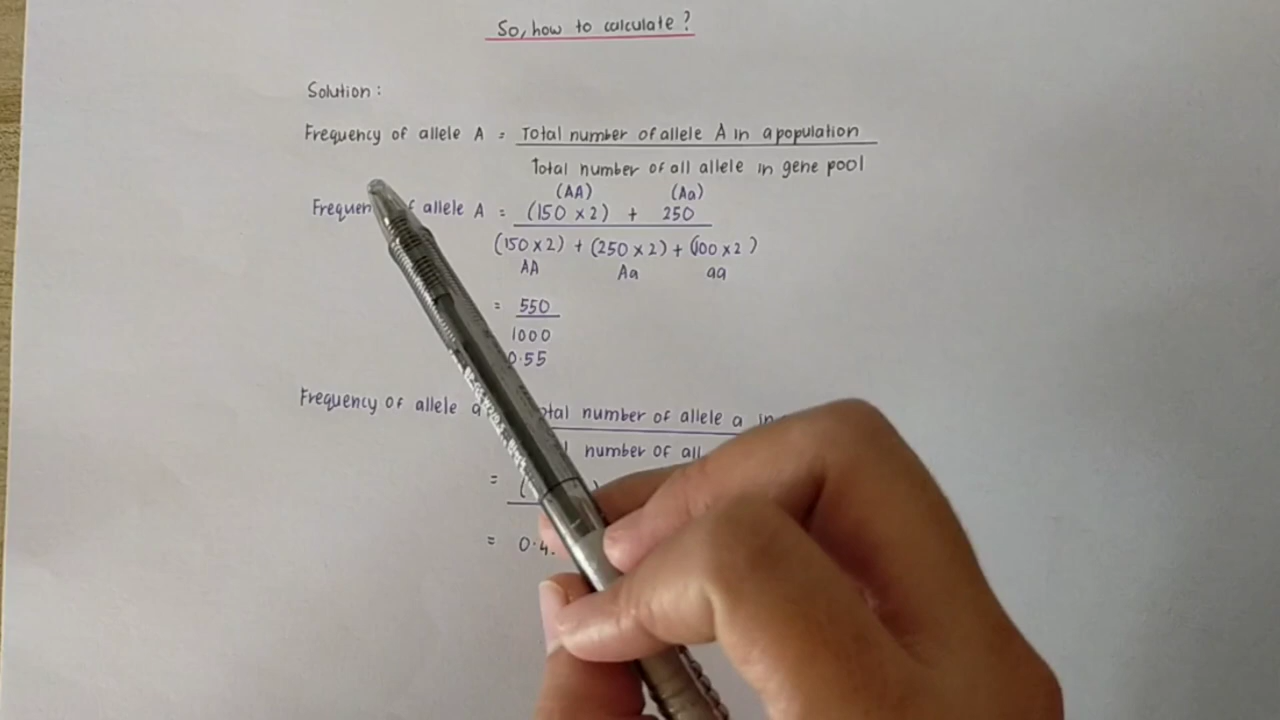 So, how to calculate?
Solution :
Frequency of allele A = Total number of allele A in a population
Total number of all allele in gene pool
(AA) (Aa)
allele A = (150 × 2) + 250
(150 × 2) + (250 × 2) + (100 × 2)
AA Aa aa
= 550
1000
0.55
Frequency of allele a number of allele a in
number of all
= (
= 0.4